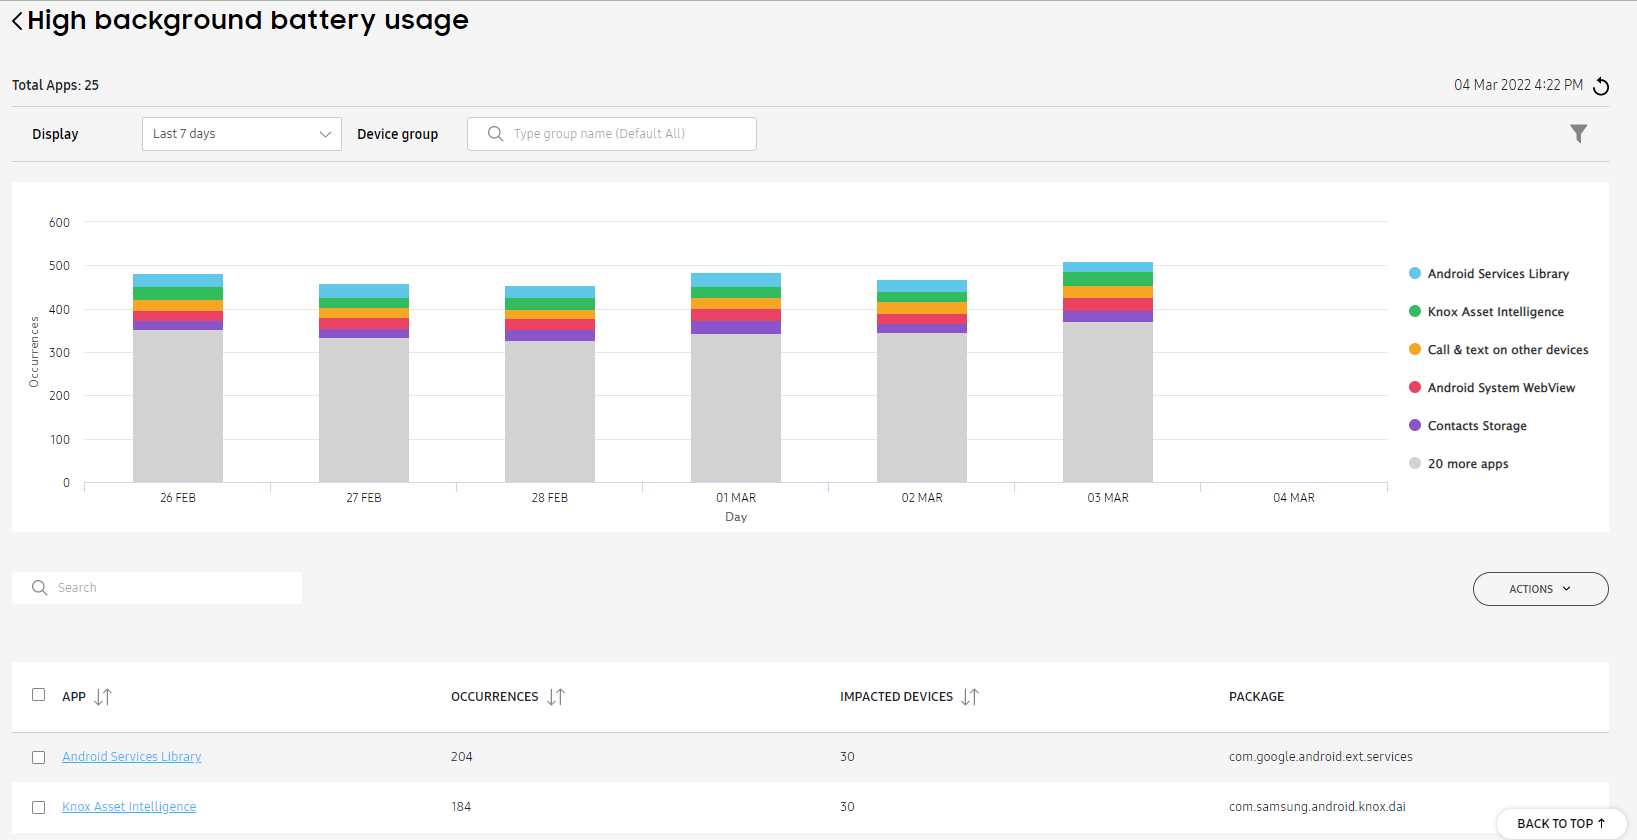 High background battery usage
Total Apps: 25
04 Mar 2022 4:22 PM
Display
Last 7 days
Device group
Type group name (Default All)
600
500
400
300
200
100
0
Occurrences
26 FEB
27 FEB
28 FEB
01 MAR
02 MAR
03 MAR
04 MAR
Day
Android Services Library
Knox Asset Intelligence
Call & text on other devices
Android System WebView
Contacts Storage
20 more apps
Search
ACTIONS
APP OCCURRENCES IMPACTED DEVICES PACKAGE
Android Services Library 204 30 com.google.android.ext.services
Knox Asset Intelligence 184 30 com.samsung.android.knox.dai
BACK TO TOP ↑